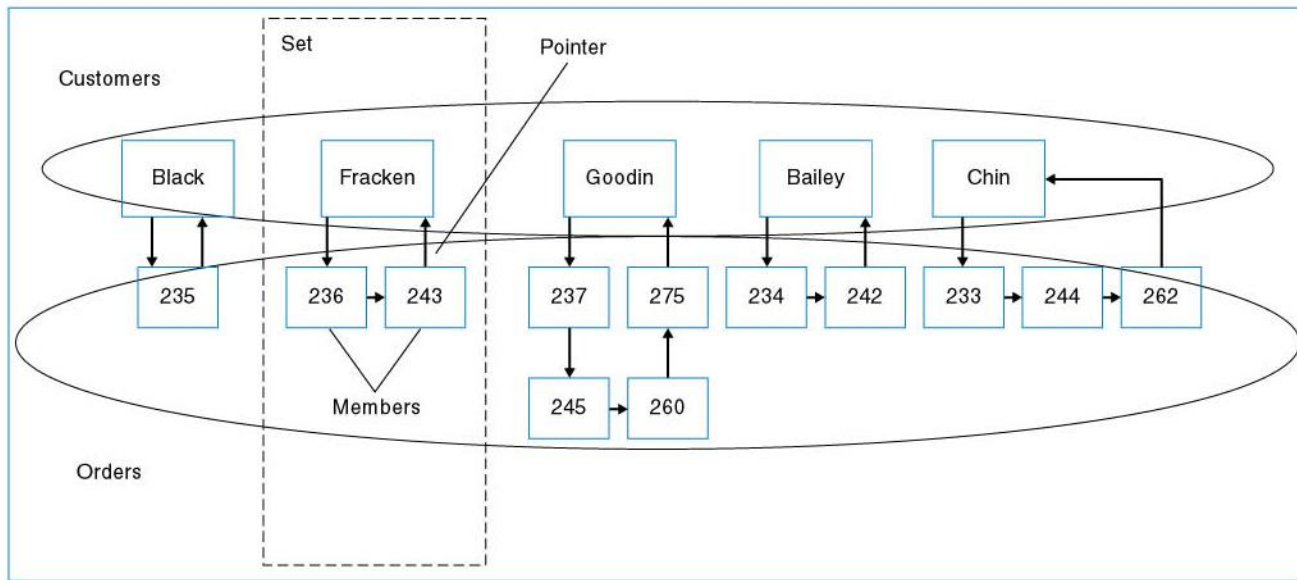 Set
Pointer
Customers
Black
Fracken
Goodin
Bailey
Chin
235
236
243
237
275
234
242
233
244
262
Members
245
260
Orders